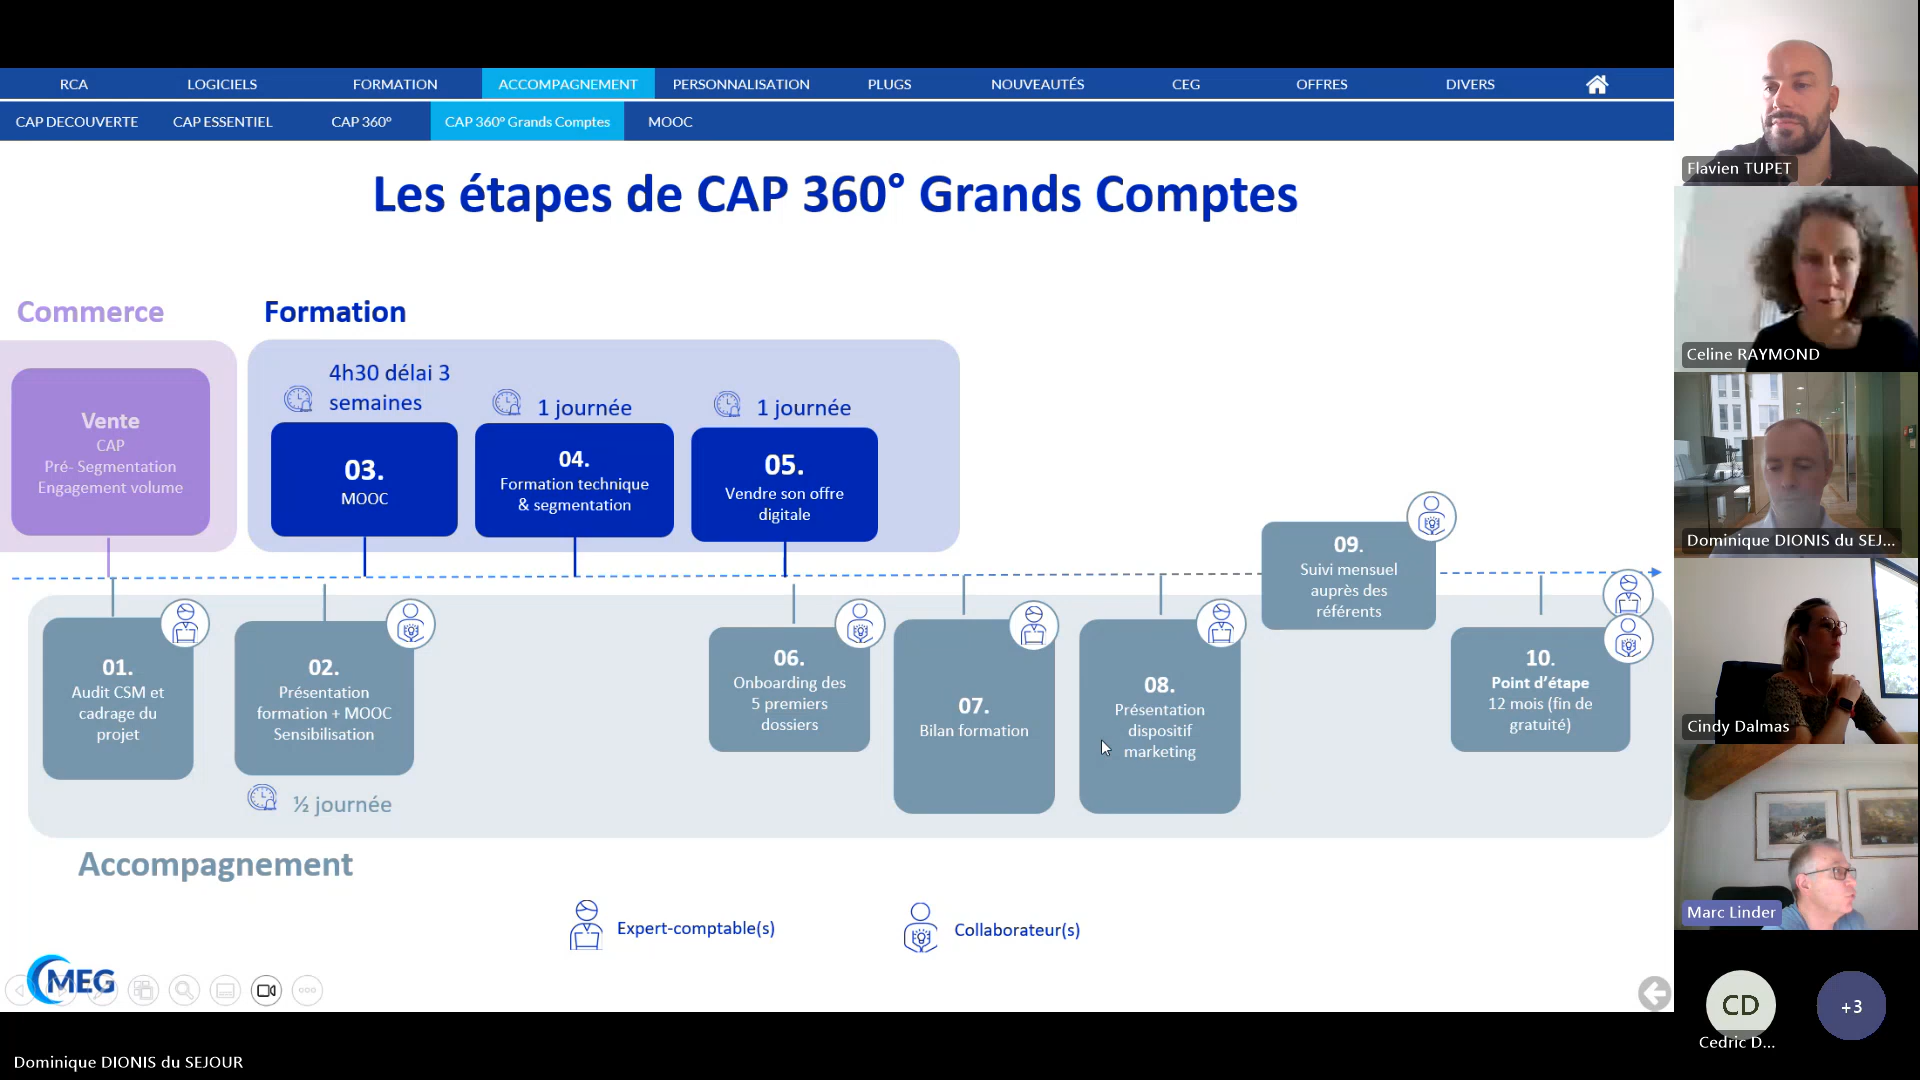 RCA
LOGICIELS
FORMATION
ACCOMPAGNEMENT
PERSONNALISATION
PLUGS
NOUVEAUTÉS
CEG
OFFRES
DIVERS
CAP DECOUVERTE
CAP ESSENTIEL
CAP 360°
CAP 360° Grands Comptes
MOOC
Les étapes de CAP 360° Grands Comptes
Commerce
Formation
Vente
CAP
Pré- Segmentation
Engagement volume
4h30 délai 3
semaines
03.
MOOC
1 journée
04.
Formation technique
& segmentation
1 journée
05.
Vendre son offre
digitale
01.
Audit CSM et
cadrage du
projet
02.
Présentation
formation + MOOC
Sensibilisation
½ journée
06.
Onboarding des
5 premiers
dossiers
07.
Bilan formation
08.
Présentation
dispositif
marketing
09.
Suivi mensuel
auprès des
référents
10.
Point d’étape
12 mois (fin de
gratuité)
Accompagnement
Expert-comptable(s)
Collaborateur(s)
MEG
Dominique DIONIS du SEJOUR
Flavien TUPET
Celine RAYMOND
Dominique DIONIS du SEJ...
Cindy Dalmas
Marc Linder
CD
Cedric D...
+3